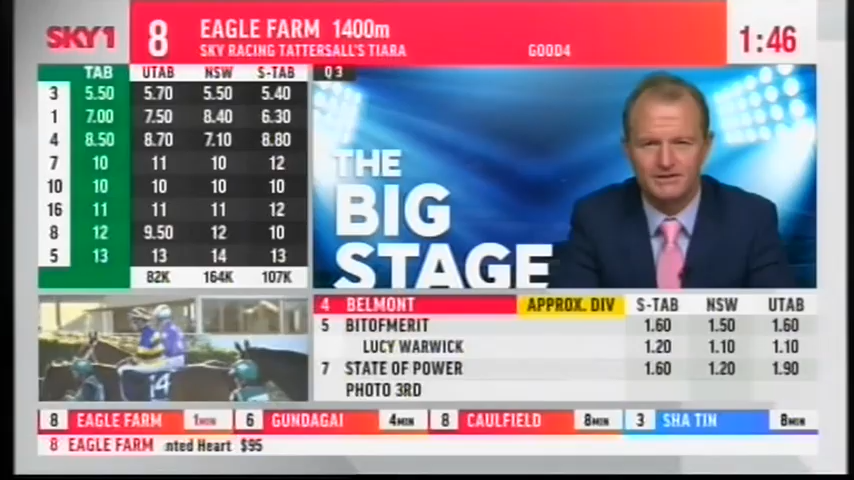 SKY1
8 EAGLE FARM 1400m
SKY RACING TATTERSALL'S TIARA GOOD4
1:46
TAB UTAB NSW S-TAB
3 5.50 5.70 5.50 5.40
1 7.00 7.50 8.40 6.30
4 8.50 8.70 7.10 8.80
7 10 11 10 12
10 10 10 10 10
16 11 11 11 12
8 12 9.50 12 10
5 13 13 14 13
82K 164K 107K
Q 3
THE
BIG
STAGE
14
4 BELMONT APPROX. DIV S-TAB NSW UTAB
5 BITOFMERIT 1.60 1.50 1.60
LUCY WARWICK 1.20 1.10 1.10
7 STATE OF POWER 1.60 1.20 1.90
PHOTO 3RD
8 EAGLE FARM 1MIN 6 GUNDAGAI 4MIN 8 CAULFIELD 8MIN 3 SHA TIN 8MIN
8 EAGLE FARM nted Heart $95